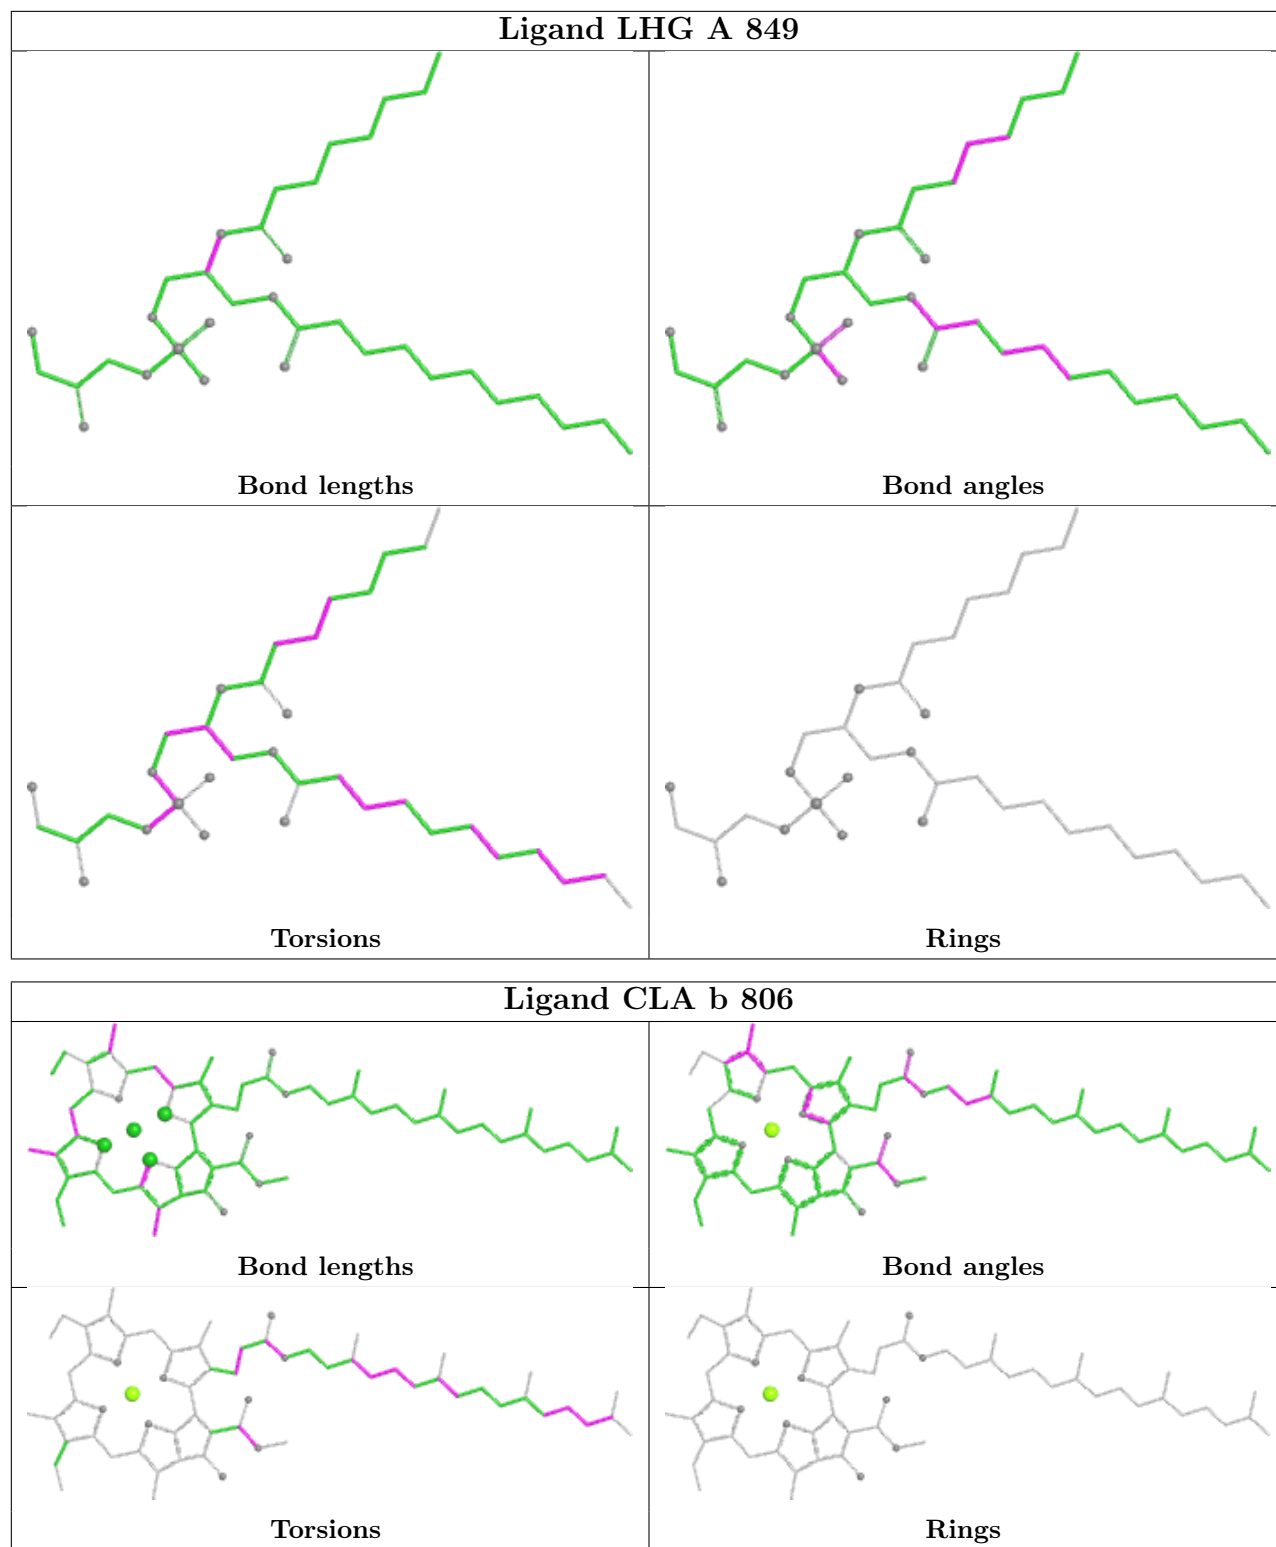 Ligand LHG A 849
Bond lengths
Bond angles
Torsions
Rings
Ligand CLA b 806
Bond lengths
Bond angles
Torsions
Rings